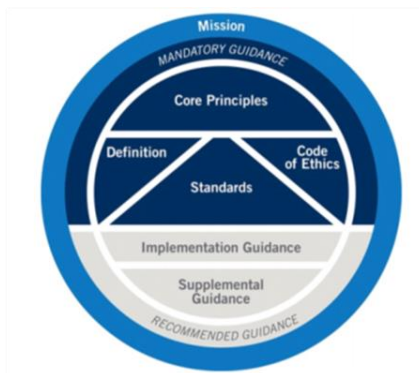 Mission
MANDATORY GUIDANCE
Core Principles
Definition
Code
of Ethics
Standards
Implementation Guidance
Supplemental
Guidance
RECOMMENDED GUIDANCE